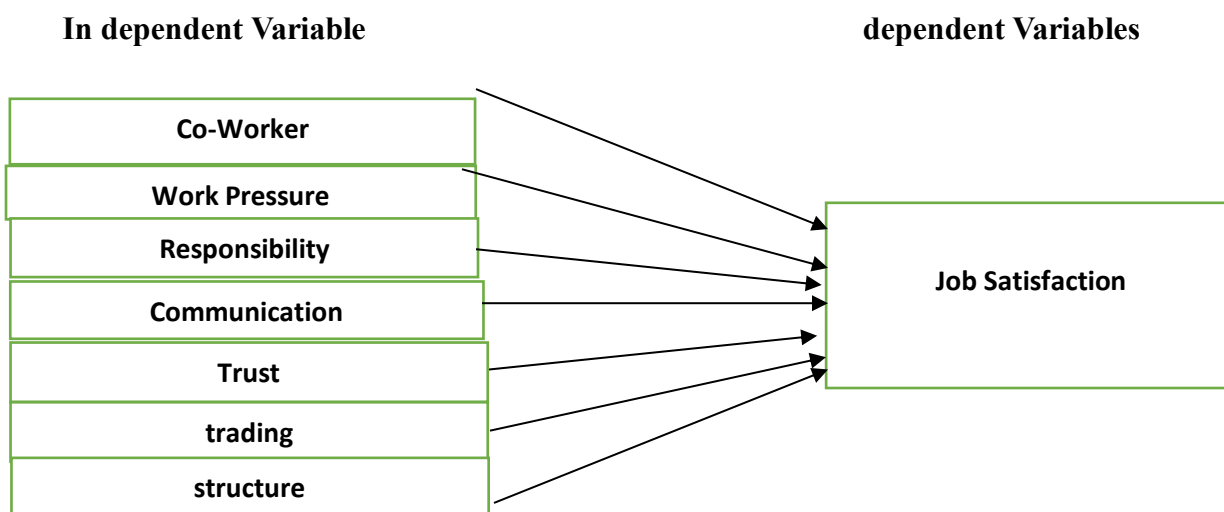 In dependent Variable
dependent Variables
Co-Worker
Work Pressure
Responsibility
Communication
Trust
trading
structure
Job Satisfaction